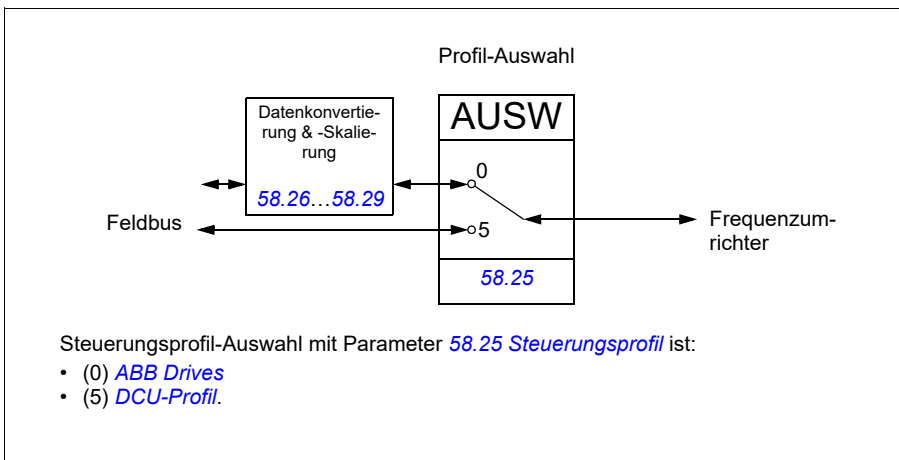 Profil-Auswahl
Datenkonvertie-
rung & -Skalie-
rung
58.26…58.29
AUSW
0
5
58.25
Feldbus
Frequenzum-
richter
Steuerungsprofil-Auswahl mit Parameter 58.25 Steuerungsprofil ist:
• (0) ABB Drives
• (5) DCU-Profil.